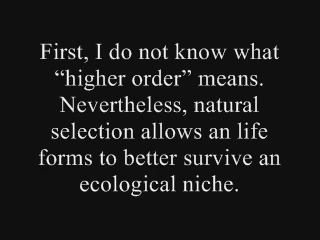 First, I do not know what
“higher order” means.
Nevertheless, natural
selection allows an life
forms to better survive an
ecological niche.